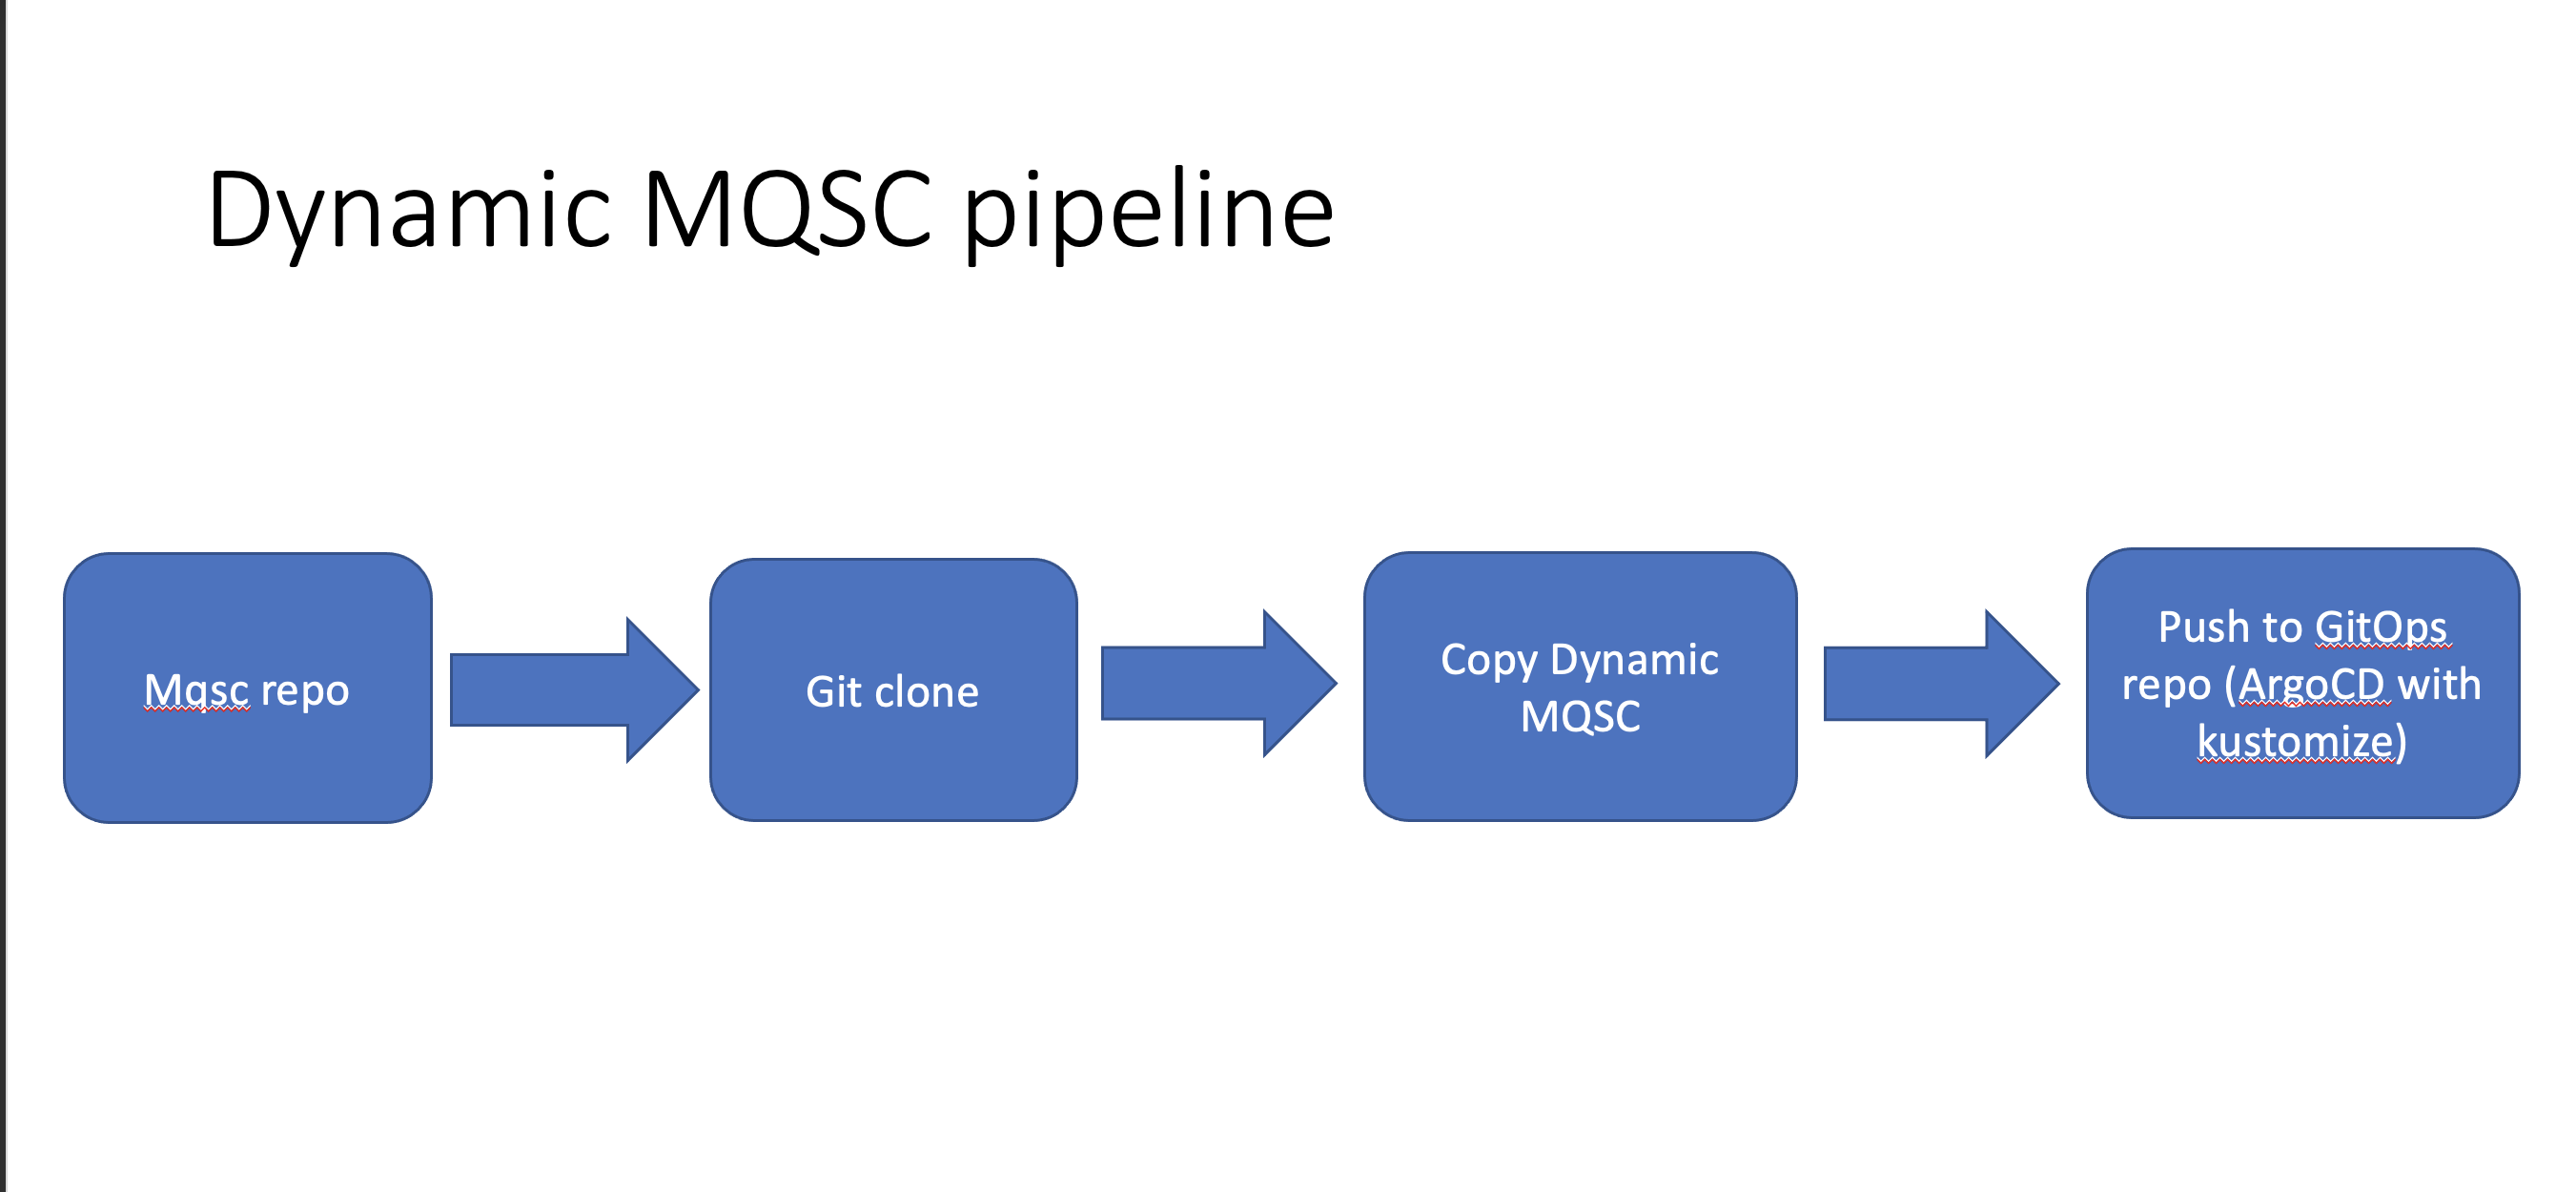 Dynamic MQSC pipeline
Mqsc repo
Git clone
Copy Dynamic
MQSC
Push to GitOps
repo (ArgoCD with
kustomize)